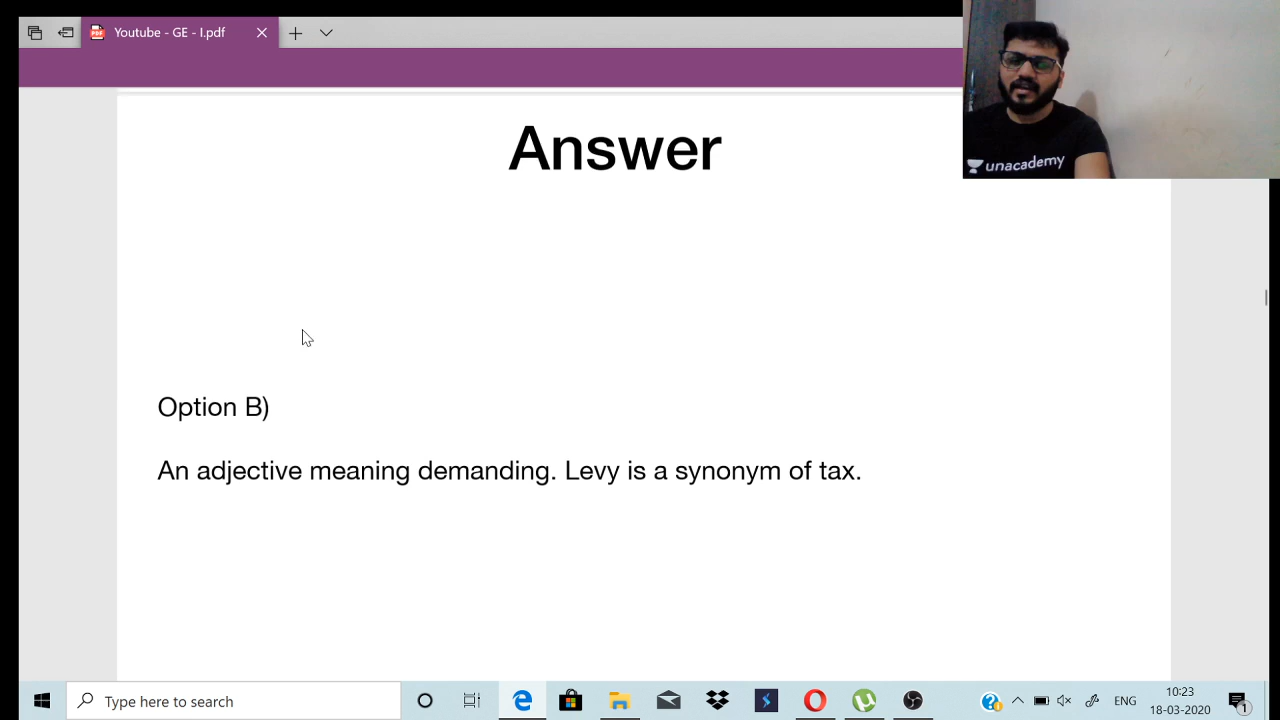 Youtube - GE - I.pdf
unacademy
Answer
Option B)
An adjective meaning demanding. Levy is a synonym of tax.
Type here to search
ENG
10:23
18-03-2020
1